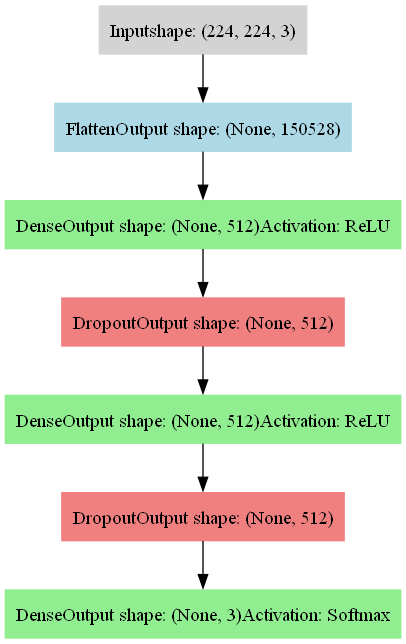 Inputshape: (224, 224, 3)
FlattenOutput shape: (None, 150528)
DenseOutput shape: (None, 512)Activation: ReLU
DropoutOutput shape: (None, 512)
DenseOutput shape: (None, 512)Activation: ReLU
DropoutOutput shape: (None, 512)
DenseOutput shape: (None, 3)Activation: Softmax